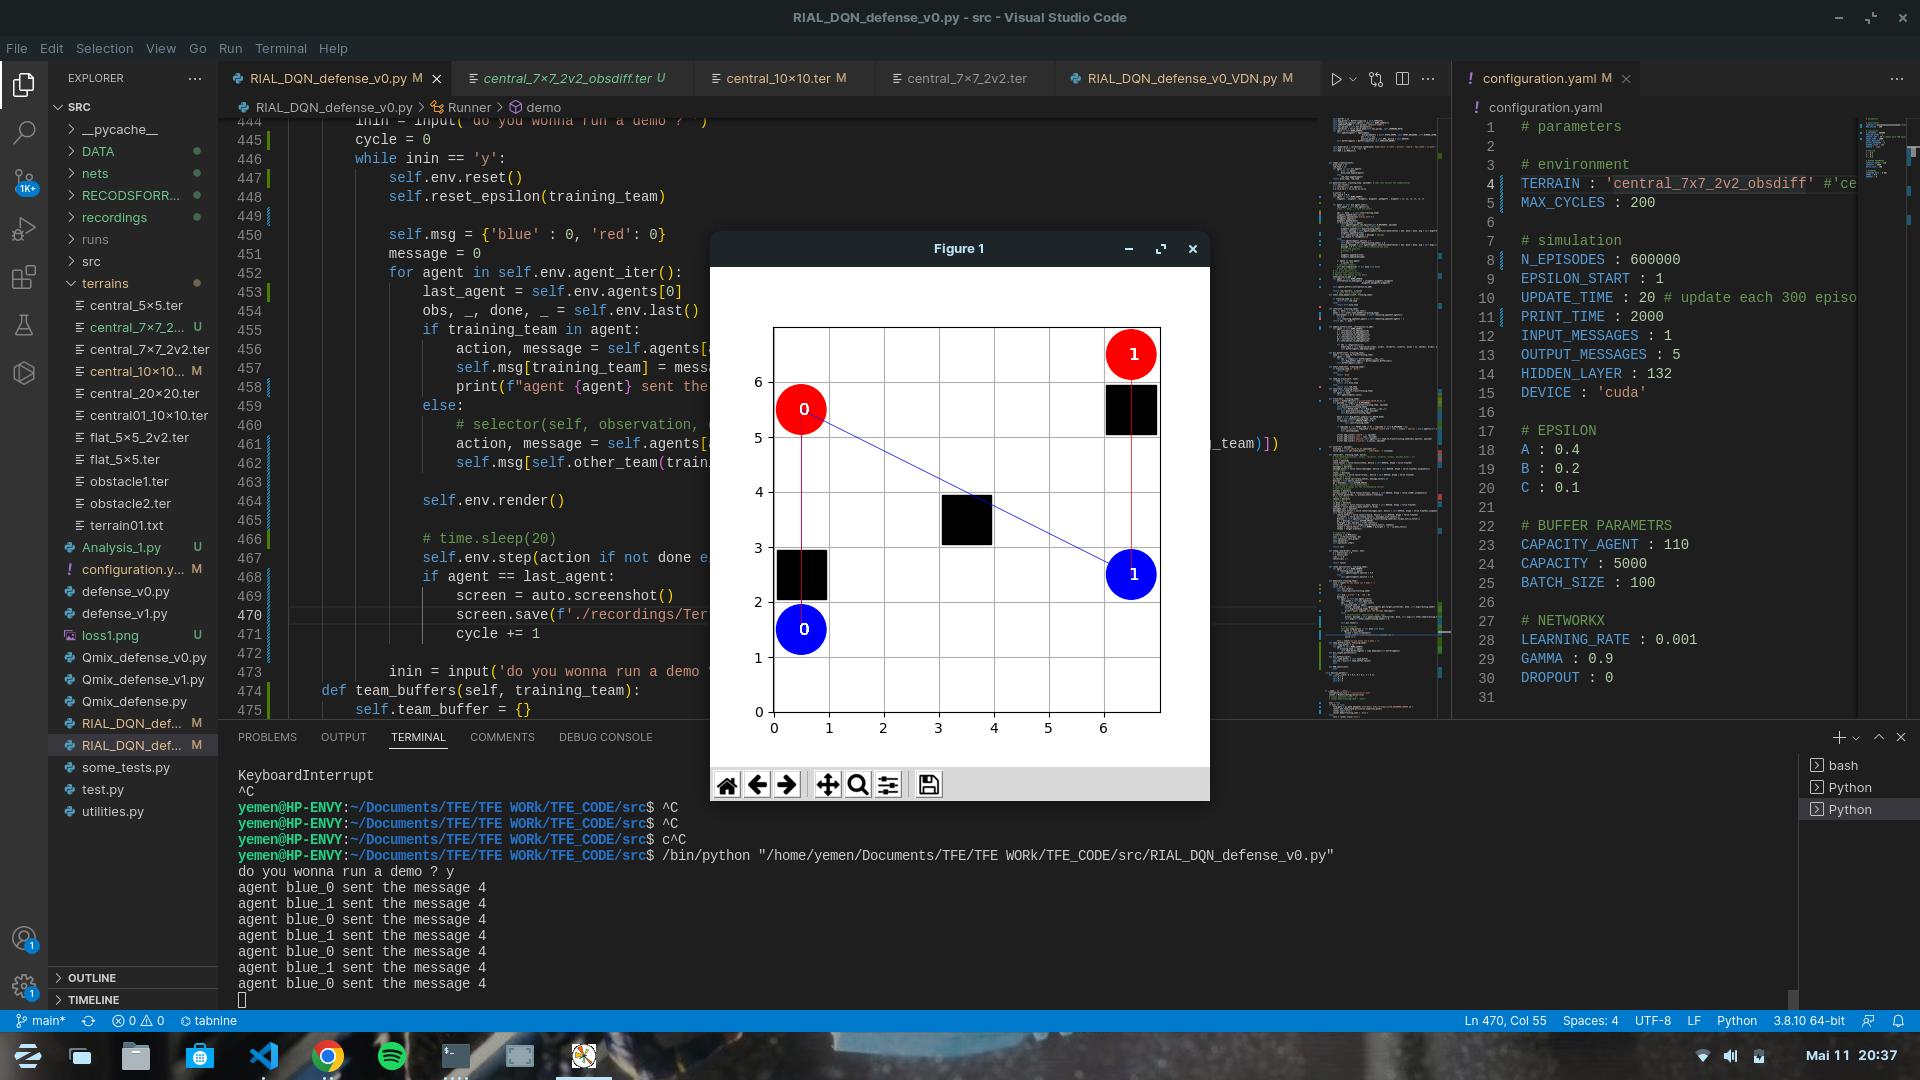 RIAL_DQN_defense_v0.py - src - Visual Studio Code
File Edit Selection View Go Run Terminal Help
EXPLORER
RIAL_DQN_defense_v0.py M
central_7×7_2v2_obsdiff.ter U
central_10×10.ter M
central_7×7_2v2.ter
RIAL_DQN_defense_v0_VDN.py M
configuration.yaml M
SRC
__pycache__
DATA
nets
RECODSFORR...
recordings
runs
src
terrains
central_5×5.ter
central_7×7_2... U
central_7×7_2v2.ter
central_10×10... M
central_20×20.ter
central01_10×10.ter
flat_5×5_2v2.ter
flat_5×5.ter
obstacle1.ter
obstacle2.ter
terrain01.txt
Analysis_1.py U
configuration.y... M
defense_v0.py
defense_v1.py
loss1.png U
Qmix_defense_v0.py
Qmix_defense_v1.py
Qmix_defense.py
RIAL_DQN_def... M
RIAL_DQN_def... M
some_tests.py
test.py
utilities.py
OUTLINE
TIMELINE
1K+
1
1
RIAL_DQN_defense_v0.py > Runner > demo
444 inin = input('do you wonna run a demo ? ')
445 cycle = 0
446 while inin == 'y':
447 self.env.reset()
448 self.reset_epsilon(training_team)
449
450 self.msg = {'blue' : 0, 'red': 0}
451 message = 0
452 for agent in self.env.agent_iter():
453 last_agent = self.env.agents[0]
454 obs, _, done, _ = self.env.last()
455 if training_team in agent:
456 action, message = self.agents[
457 self.msg[training_team] = mess
458 print(f"agent {agent} sent the
459 else:
460 # selector(self, observation,
461 action, message = self.agents[ _team)])
462 self.msg[self.other_team(train
463
464 self.env.render()
465
466 # time.sleep(20)
467 self.env.step(action if not done e
468 if agent == last_agent:
469 screen = auto.screenshot()
470 screen.save(f'./recordings/Ter
471 cycle += 1
472
473 inin = input('do you wonna run a demo
474 def team_buffers(self, training_team):
475 self.team_buffer = {}
Figure 1
6
5
4
3
2
1
0
0 1 2 3 4 5 6
1
0
1
0
configuration.yaml
1 # parameters
2
3 # environment
4 TERRAIN : 'central_7x7_2v2_obsdiff' #'ce
5 MAX_CYCLES : 200
6
7 # simulation
8 N_EPISODES : 600000
9 EPSILON_START : 1
10 UPDATE_TIME : 20 # update each 300 episo
11 PRINT_TIME : 2000
12 INPUT_MESSAGES : 1
13 OUTPUT_MESSAGES : 5
14 HIDDEN_LAYER : 132
15 DEVICE : 'cuda'
16
17 # EPSILON
18 A : 0.4
19 B : 0.2
20 C : 0.1
21
22 # BUFFER PARAMETRS
23 CAPACITY_AGENT : 110
24 CAPACITY : 5000
25 BATCH_SIZE : 100
26
27 # NETWORKX
28 LEARNING_RATE : 0.001
29 GAMMA : 0.9
30 DROPOUT : 0
31
PROBLEMS OUTPUT TERMINAL COMMENTS DEBUG CONSOLE
KeyboardInterrupt
^C
yemen@HP-ENVY:~/Documents/TFE/TFE WORk/TFE_CODE/src$ ^C
yemen@HP-ENVY:~/Documents/TFE/TFE WORk/TFE_CODE/src$ ^C
yemen@HP-ENVY:~/Documents/TFE/TFE WORk/TFE_CODE/src$ c^C
yemen@HP-ENVY:~/Documents/TFE/TFE WORk/TFE_CODE/src$ /bin/python "/home/yemen/Documents/TFE/TFE WORk/TFE_CODE/src/RIAL_DQN_defense_v0.py"
do you wonna run a demo ? y
agent blue_0 sent the message 4
agent blue_1 sent the message 4
agent blue_0 sent the message 4
agent blue_1 sent the message 4
agent blue_0 sent the message 4
agent blue_1 sent the message 4
agent blue_0 sent the message 4
bash
Python
Python
main* 0 0 tabnine
Ln 470, Col 55 Spaces: 4 UTF-8 LF Python 3.8.10 64-bit
Mai 11 20:37